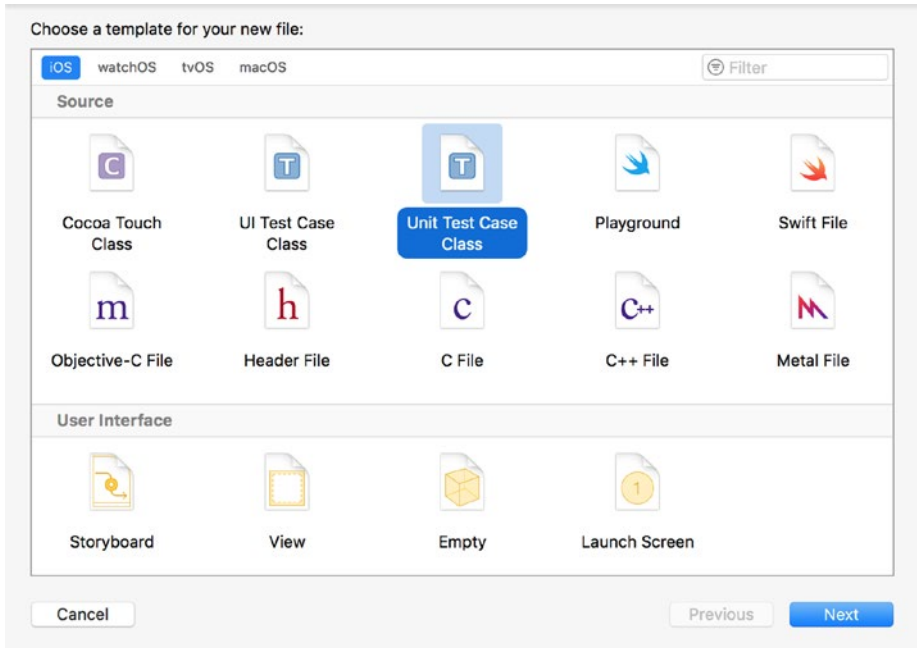 Choose a template for your new file:
iOS watchOS tvOS macOS Filter
Source
C T T
Cocoa Touch Class UI Test Case Class Unit Test Case Class Playground Swift File
m h c C++
Objective-C File Header File C File C++ File Metal File
User Interface
1
Storyboard View Empty Launch Screen
Cancel Previous Next